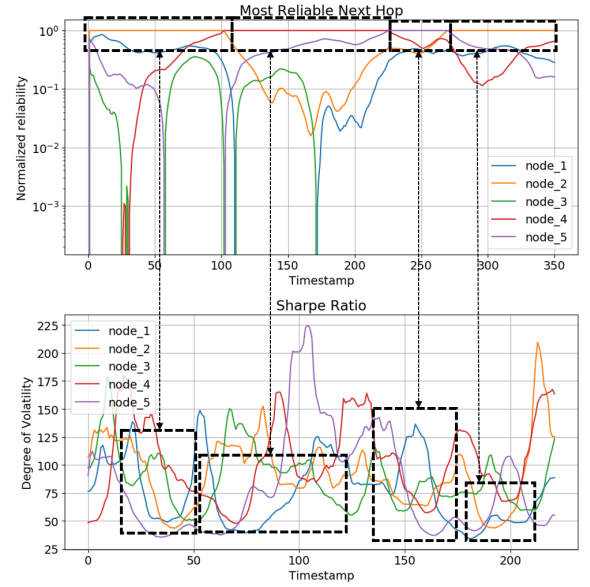 Most Reliable Next Hop
Normalized reliability
10⁰
10⁻¹
10⁻²
10⁻³
node_1
node_2
node_3
node_4
node_5
0 50 100 150 200 250 300 350
Timestamp
Sharpe Ratio
Degree of Volatility
225
200
175
150
125
100
75
50
25
node_1
node_2
node_3
node_4
node_5
0 50 100 150 200
Timestamp